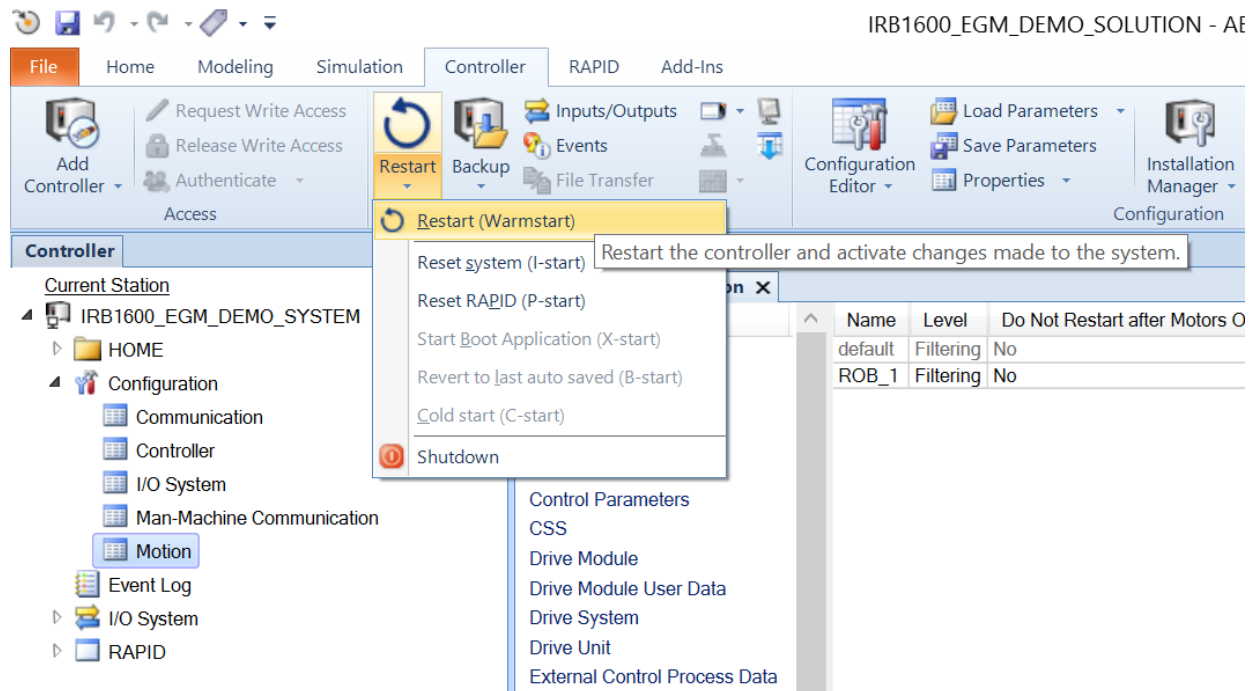 IRB1600_EGM_DEMO_SOLUTION - AB
File Home Modeling Simulation Controller RAPID Add-Ins
Request Write Access
Release Write Access
Authenticate
Add
Controller
Access
Restart
Backup
Inputs/Outputs
Events
File Transfer
Configuration
Editor
Load Parameters
Save Parameters
Properties
Installation
Manager
Configuration
Restart (Warmstart)
Restart the controller and activate changes made to the system.
Reset system (I-start)
Reset RAPID (P-start)
Start Boot Application (X-start)
Revert to last auto saved (B-start)
Cold start (C-start)
Shutdown
Controller
Current Station
IRB1600_EGM_DEMO_SYSTEM
HOME
Configuration
Communication
Controller
I/O System
Man-Machine Communication
Motion
Event Log
I/O System
RAPID
on X
Control Parameters
CSS
Drive Module
Drive Module User Data
Drive System
Drive Unit
External Control Process Data
Name Level Do Not Restart after Motors O
default Filtering No
ROB_1 Filtering No